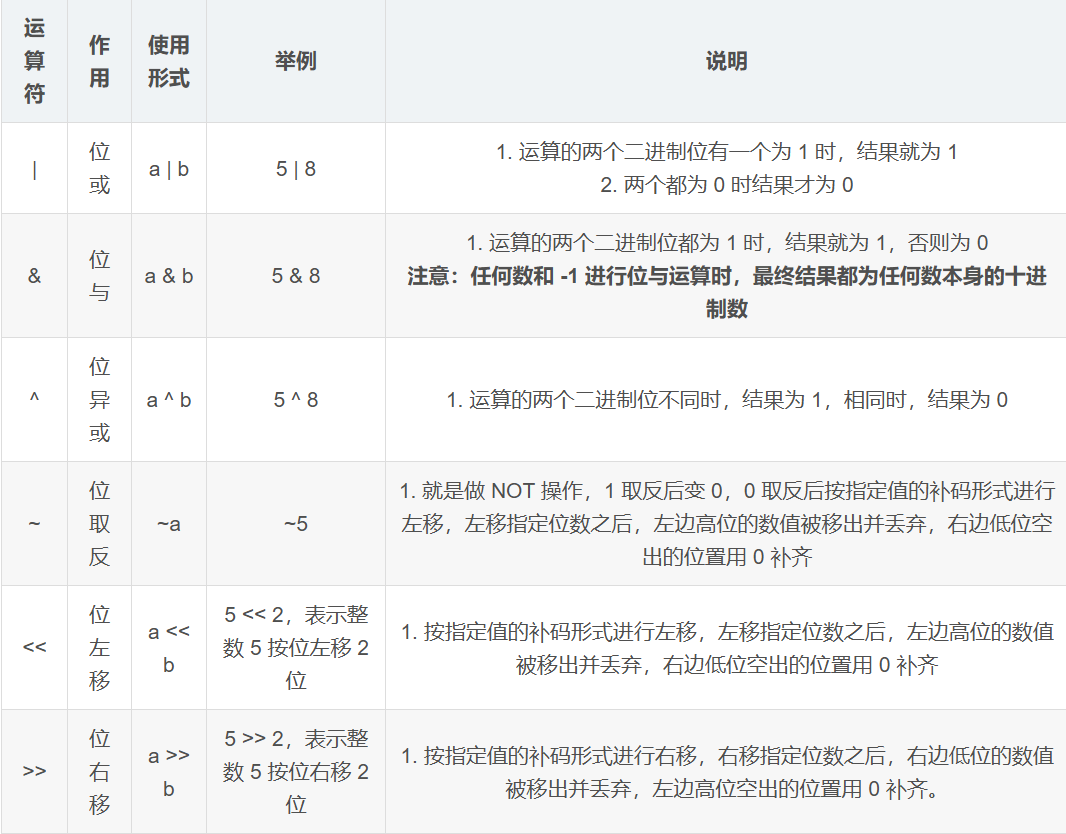 运
算
符
作
用
使用
形式
举例
说明
|
位
或
a | b
5 | 8
1. 运算的两个二进制位有一个为 1 时，结果就为 1
2. 两个都为 0 时结果才为 0
&
位
与
a & b
5 & 8
1. 运算的两个二进制位都为 1 时，结果就为 1，否则为 0
注意：任何数和 -1 进行位与运算时，最终结果都为任何数本身的十进
制数
^
位
异
或
a ^ b
5 ^ 8
1. 运算的两个二进制位不同时，结果为 1，相同时，结果为 0
~
位
取
反
~a
~5
1. 就是做 NOT 操作，1 取反后变 0，0 取反后按指定值的补码形式进行
左移，左移指定位数之后，左边高位的数值被移出并丢弃，右边低位空
出的位置用 0 补齐
<<
位
左
移
a <<
b
5 << 2，表示整
数 5 按位左移 2
位
1. 按指定值的补码形式进行左移，左移指定位数之后，左边高位的数值
被移出并丢弃，右边低位空出的位置用 0 补齐
>>
位
右
移
a >>
b
5 >> 2，表示整
数 5 按位右移 2
位
1. 按指定值的补码形式进行右移，右移指定位数之后，右边低位的数值
被移出并丢弃，左边高位空出的位置用 0 补齐。